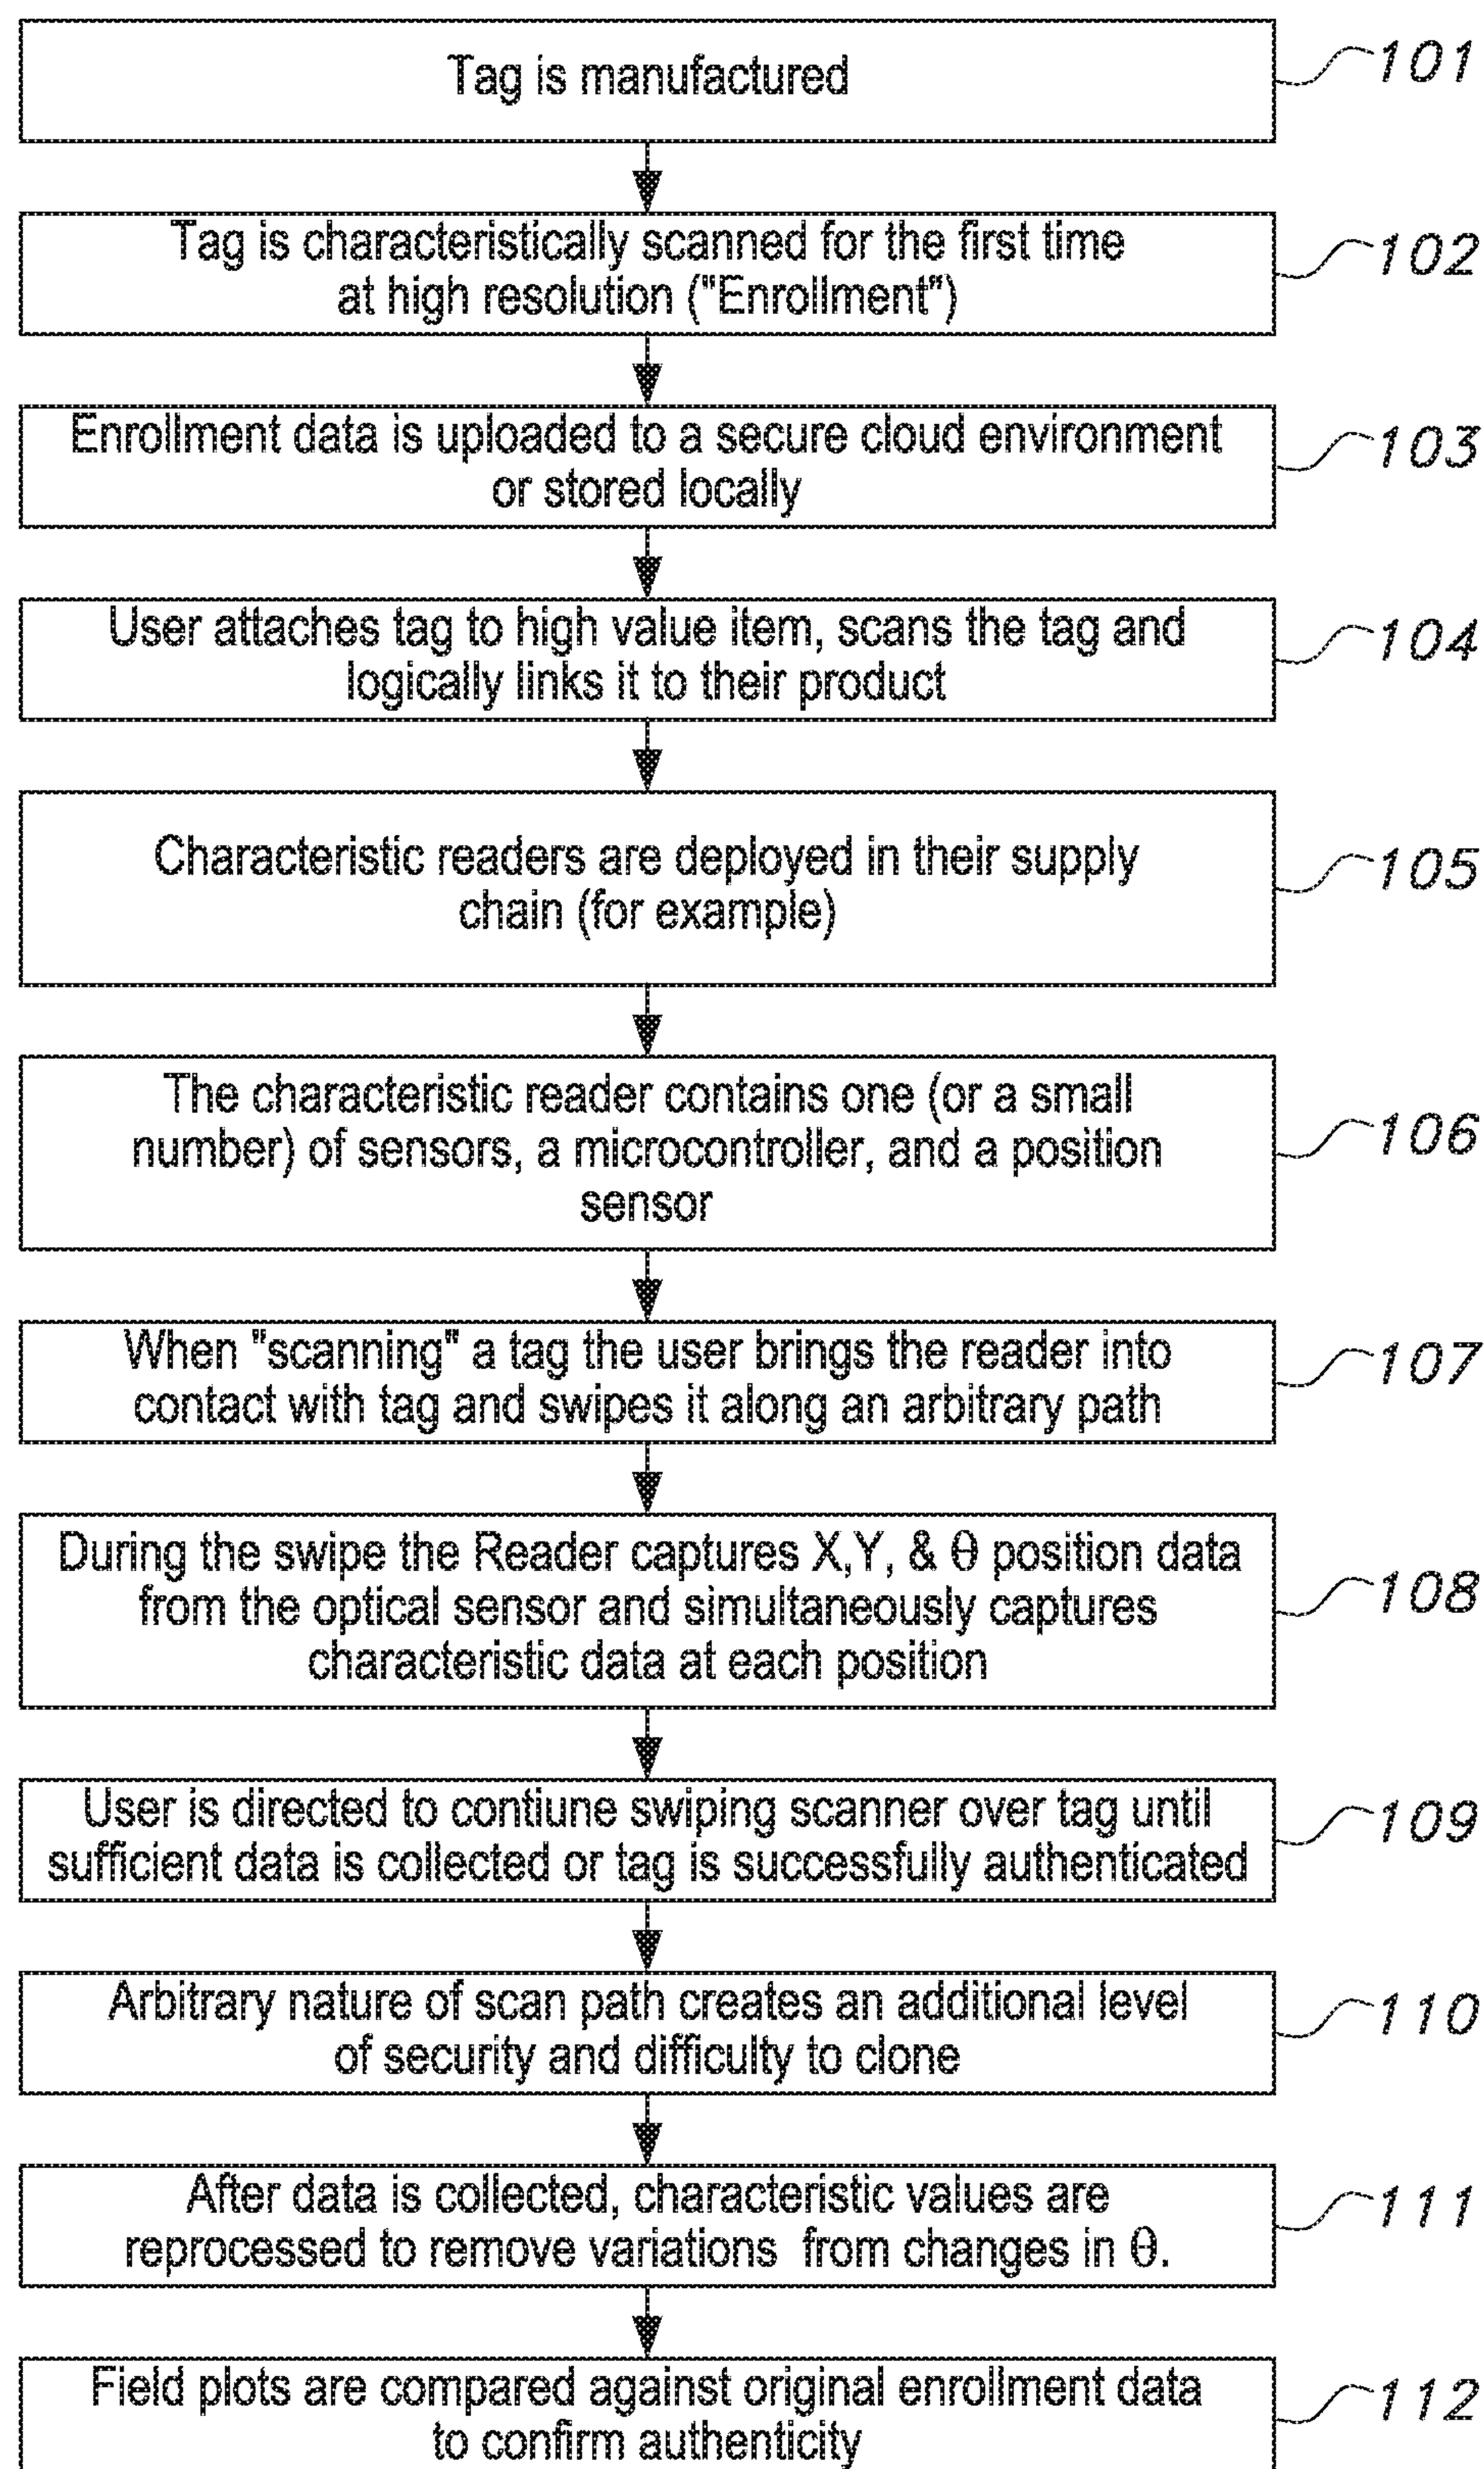 Tag is manufactured
101
Tag is characteristically scanned for the first time
at high resolution ("Enrollment")
102
Enrollment data is uploaded to a secure cloud environment
or stored locally
103
User attaches tag to high value item, scans the tag and
logically links it to their product
104
Characteristic readers are deployed in their supply
chain (for example)
105
The characteristic reader contains one (or a small
number) of sensors, a microcontroller, and a position
sensor
106
When "scanning" a tag the user brings the reader into
contact with tag and swipes it along an arbitrary path
107
During the swipe the Reader captures X,Y, & θ position data
from the optical sensor and simultaneously captures
characteristic data at each position
108
User is directed to contiune swiping scanner over tag until
sufficient data is collected or tag is successfully authenticated
109
Arbitrary nature of scan path creates an additional level
of security and difficulty to clone
110
After data is collected, characteristic values are
reprocessed to remove variations from changes in θ.
111
Field plots are compared against original enrollment data
to confirm authenticity
112